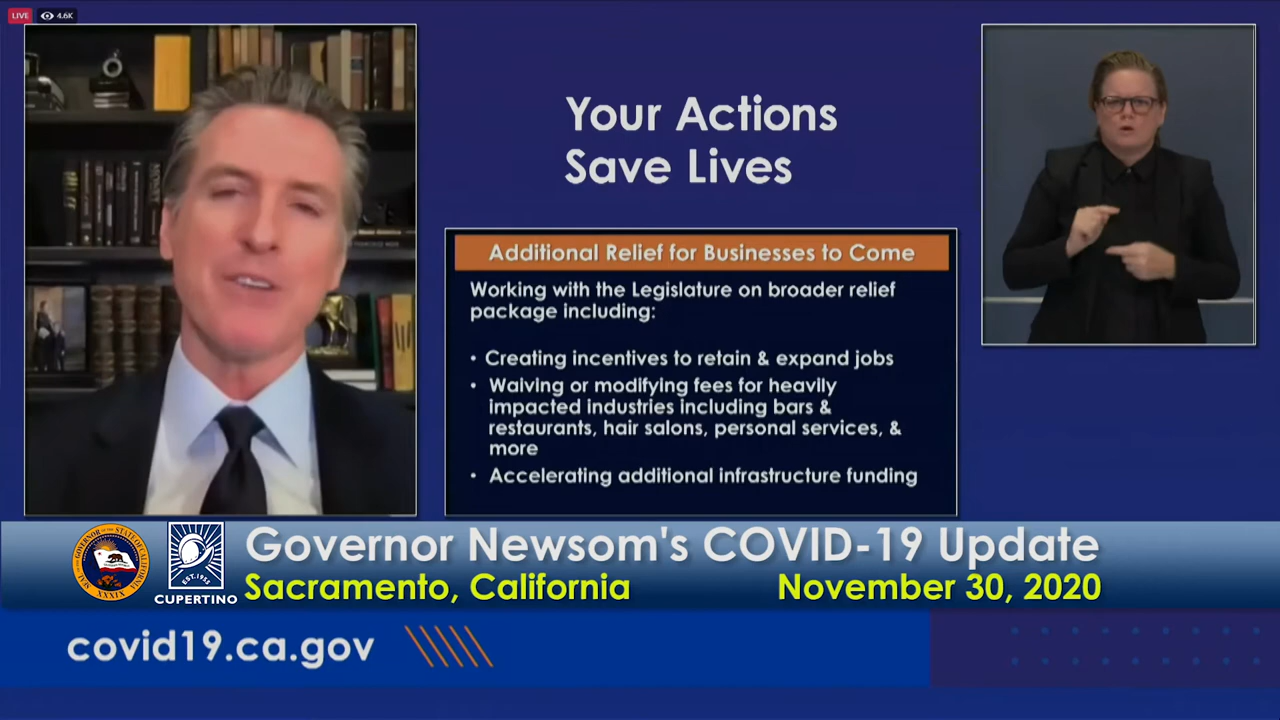 LIVE
4.6K
Your Actions
Save Lives
Additional Relief for Businesses to Come
Working with the Legislature on broader relief
package including:
• Creating incentives to retain & expand jobs
• Waiving or modifying fees for heavily
impacted industries including bars &
restaurants, hair salons, personal services, &
more
• Accelerating additional infrastructure funding
Governor Newsom's COVID-19 Update
EST. 1955
CUPERTINO
Sacramento, California
November 30, 2020
covid19.ca.gov